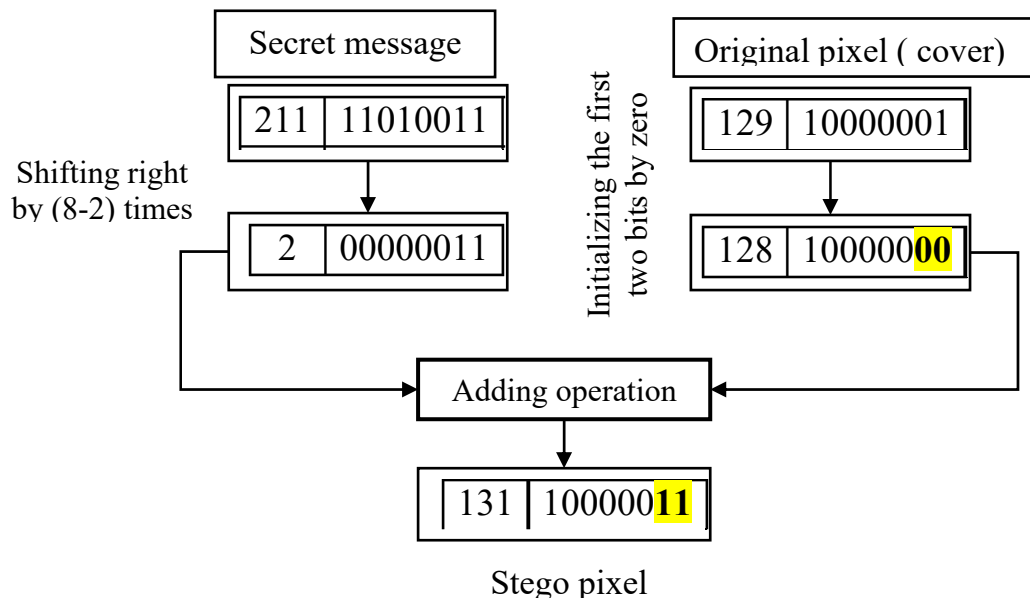 Secret message
Original pixel ( cover)
211 11010011
129 10000001
Shifting right
by (8-2) times
Initializing the first
two bits by zero
2 00000011
128 10000000
Adding operation
131 10000011
Stego pixel